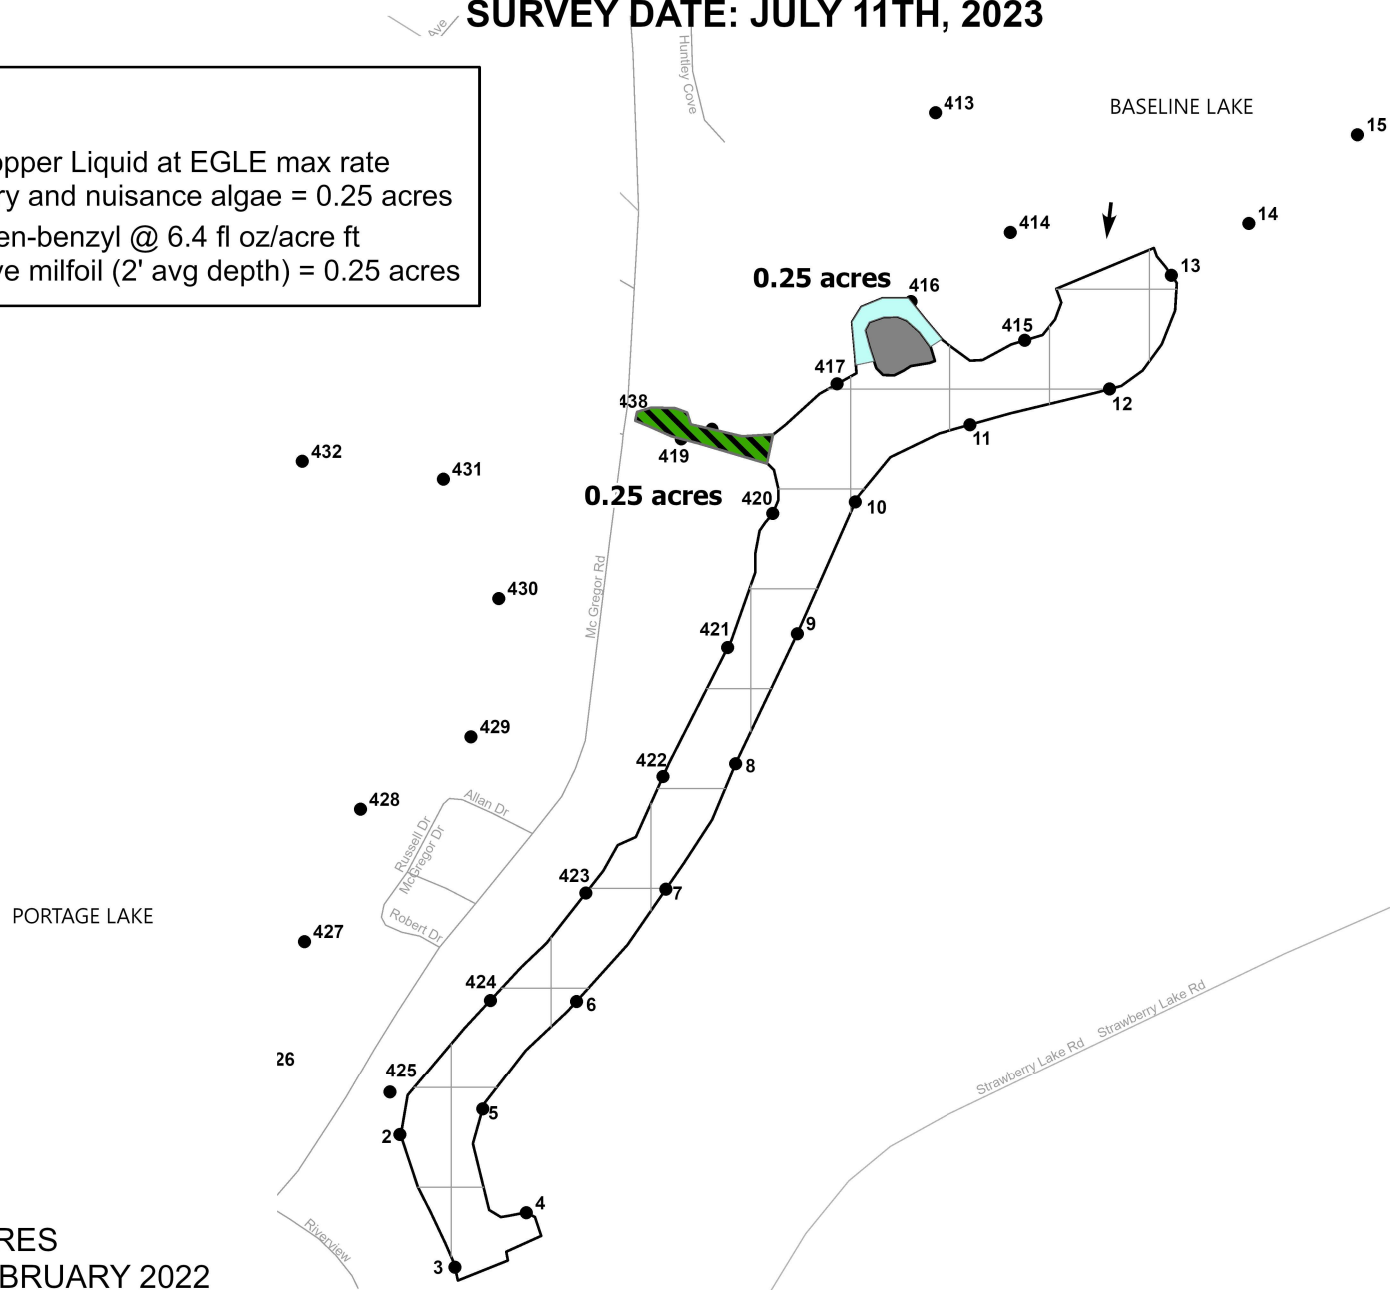 SURVEY DATE: JULY 11TH, 2023
Ave
Huntley Cove
413
BASELINE LAKE
15
opper Liquid at EGLE max rate
ry and nuisance algae = 0.25 acres
en-benzyl @ 6.4 fl oz/acre ft
ve milfoil (2' avg depth) = 0.25 acres
414
14
0.25 acres
416
13
415
417
438
12
419
11
432
431
0.25 acres
420
10
Mc Gregor Rd
430
421
9
429
422
8
428
Allan Dr
Russell Dr
McGregor Dr
423
7
PORTAGE LAKE
Robert Dr
427
424
6
Strawberry Lake Rd
Strawberry Lake Rd
26
425
5
2
4
Riverview
RES
3
BRUARY 2022